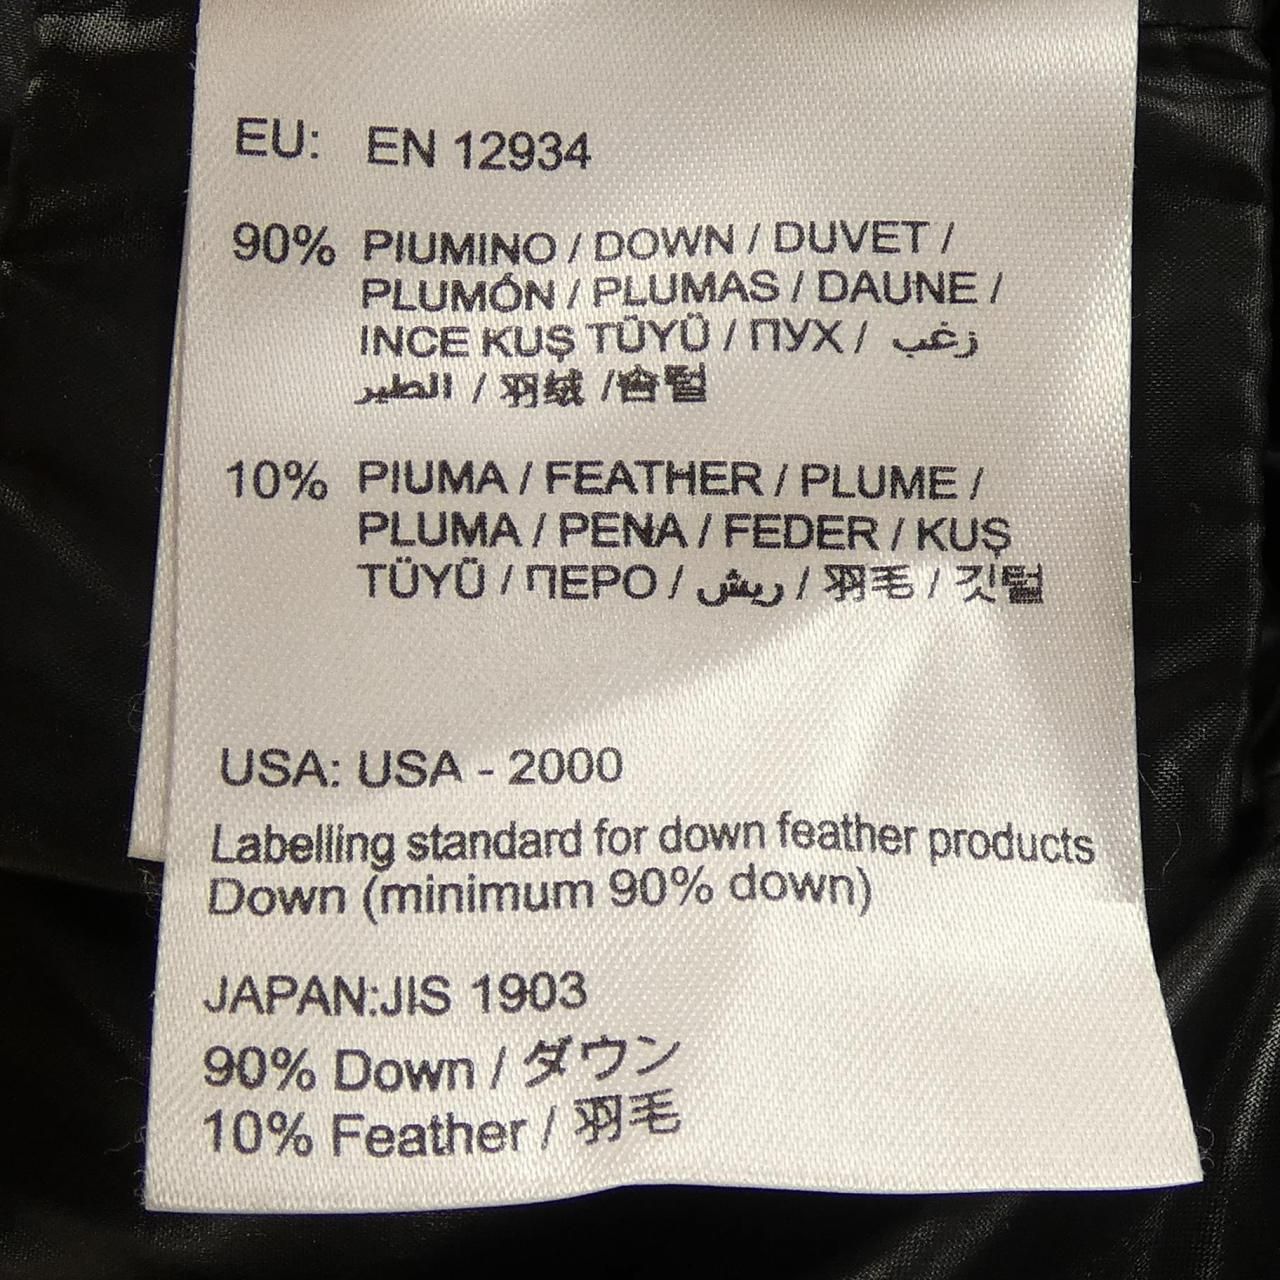 EU: EN 12934
90% PIUMINO / DOWN / DUVET /
PLUMÓN / PLUMAS / DAUNE /
INCE KUŞ TÜYÜ / ПУХ / زغب
الطير / 羽绒 /솜털
10% PIUMA / FEATHER / PLUME /
PLUMA / PENA / FEDER / KUŞ
TÜYÜ / ПЕРО / ريش / 羽毛 / 깃털
USA: USA - 2000
Labelling standard for down feather products
Down (minimum 90% down)
JAPAN:JIS 1903
90% Down / ダウン
10% Feather / 羽毛